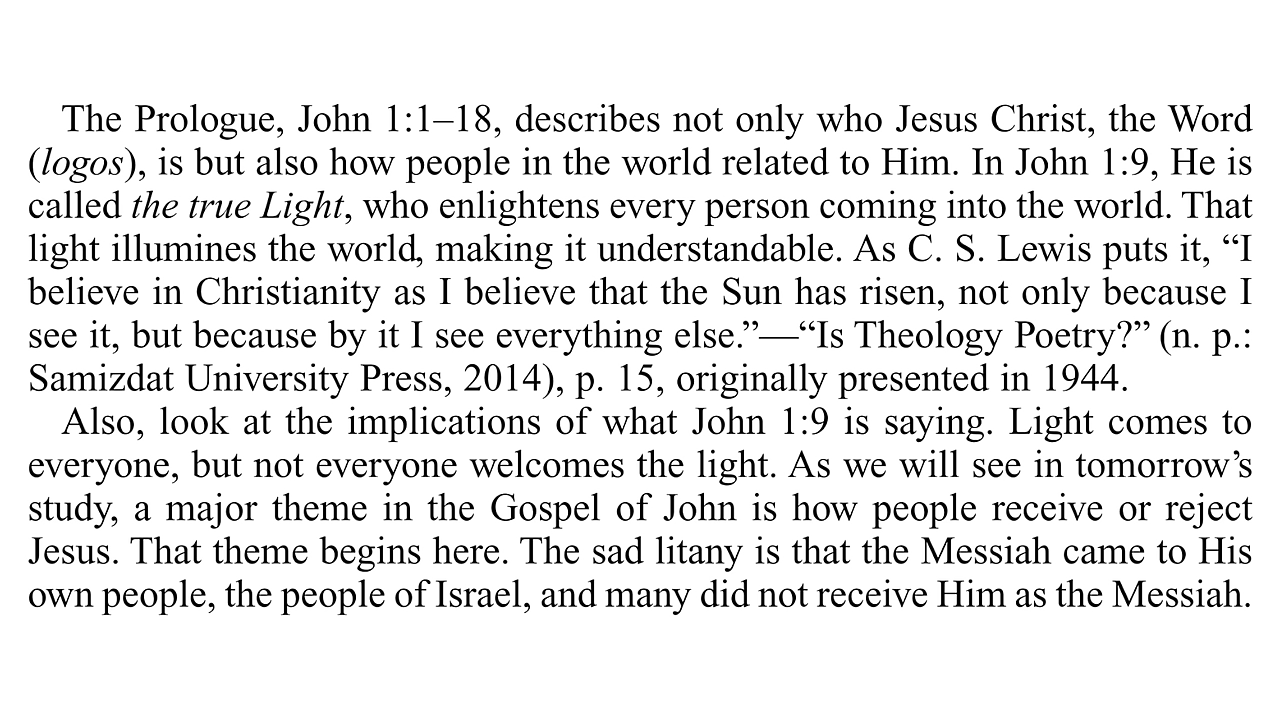 The Prologue, John 1:1–18, describes not only who Jesus Christ, the Word
(logos), is but also how people in the world related to Him. In John 1:9, He is
called the true Light, who enlightens every person coming into the world. That
light illumines the world, making it understandable. As C. S. Lewis puts it, “I
believe in Christianity as I believe that the Sun has risen, not only because I
see it, but because by it I see everything else.”—“Is Theology Poetry?” (n. p.:
Samizdat University Press, 2014), p. 15, originally presented in 1944.
Also, look at the implications of what John 1:9 is saying. Light comes to
everyone, but not everyone welcomes the light. As we will see in tomorrow’s
study, a major theme in the Gospel of John is how people receive or reject
Jesus. That theme begins here. The sad litany is that the Messiah came to His
own people, the people of Israel, and many did not receive Him as the Messiah.